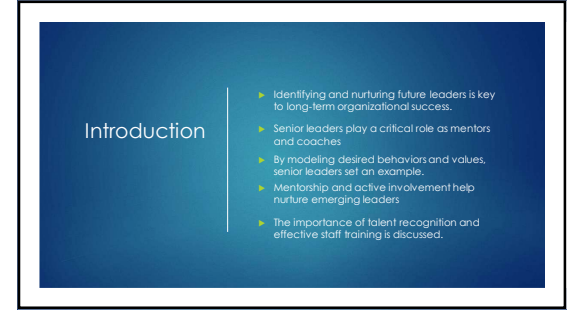 Introduction
Identifying and nurturing future leaders is key
to long-term organizational success.
Senior leaders play a critical role as mentors
and coaches
By modeling desired behaviors and values,
senior leaders set an example.
Mentorship and active involvement help
nurture emerging leaders
The importance of talent recognition and
effective staff training is discussed.